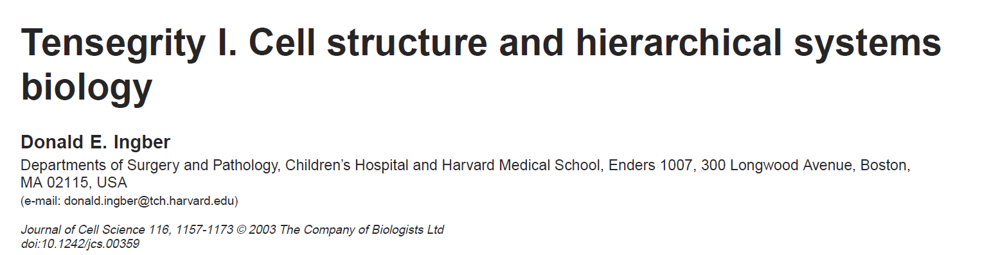 Tensegrity I. Cell structure and hierarchical systems
biology
Donald E. Ingber
Departments of Surgery and Pathology, Children’s Hospital and Harvard Medical School, Enders 1007, 300 Longwood Avenue, Boston,
MA 02115, USA
(e-mail: donald.ingber@tch.harvard.edu)
Journal of Cell Science 116, 1157-1173 © 2003 The Company of Biologists Ltd
doi:10.1242/jcs.00359